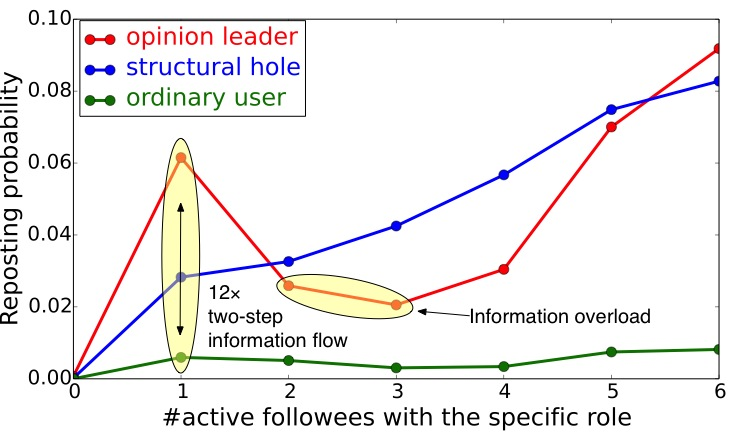 0.10
0.08
0.06
0.04
0.02
0.00
Reposting probability
opinion leader
structural hole
ordinary user
12×
two-step
information flow
Information overload
0 1 2 3 4 5 6
#active followees with the specific role